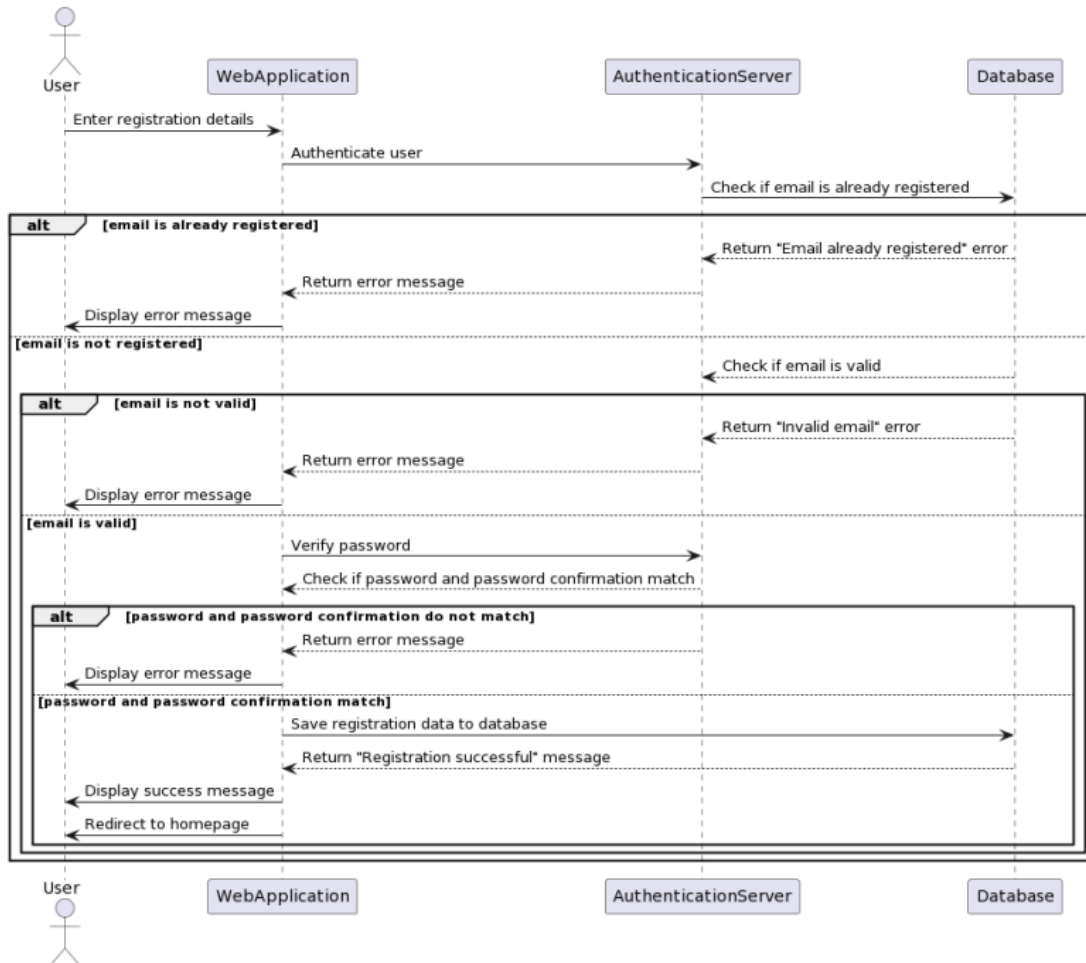 User
WebApplication
AuthenticationServer
Database
Enter registration details
Authenticate user
Check if email is already registered
alt
[email is already registered]
Return "Email already registered" error
Return error message
Display error message
[email is not registered]
Check if email is valid
alt
[email is not valid]
Return "Invalid email" error
Return error message
Display error message
[email is valid]
Verify password
Check if password and password confirmation match
alt
[password and password confirmation do not match]
Return error message
Display error message
[password and password confirmation match]
Save registration data to database
Return "Registration successful" message
Display success message
Redirect to homepage
User
WebApplication
AuthenticationServer
Database